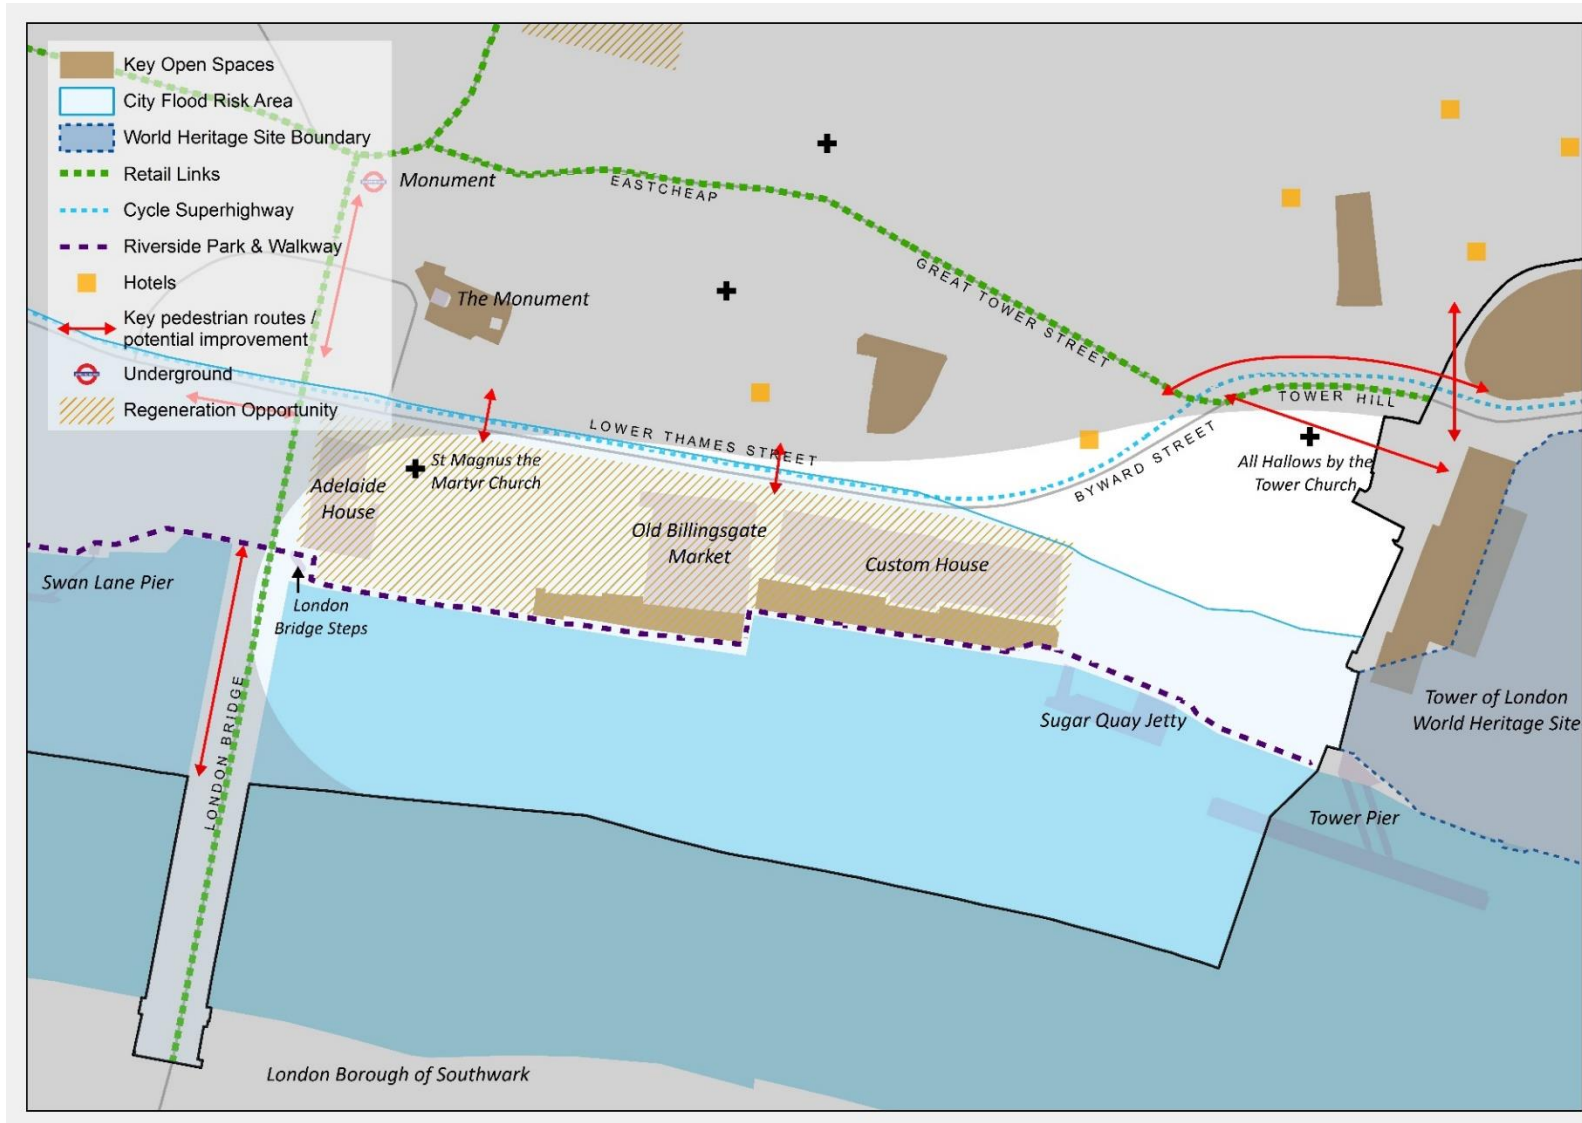 Key Open Spaces
City Flood Risk Area
World Heritage Site Boundary
Retail Links
Cycle Superhighway
Riverside Park & Walkway
Hotels
Key pedestrian routes /
potential improvement
Underground
Regeneration Opportunity
Monument
EASTCHEAP
The Monument
GREAT TOWER STREET
TOWER HILL
LOWER THAMES STREET
BYWARD STREET
St Magnus the
Martyr Church
All Hallows by the
Tower Church
Adelaide
House
Old Billingsgate
Market
Custom House
Swan Lane Pier
London
Bridge Steps
LONDON BRIDGE
Sugar Quay Jetty
Tower of London
World Heritage Site
Tower Pier
London Borough of Southwark